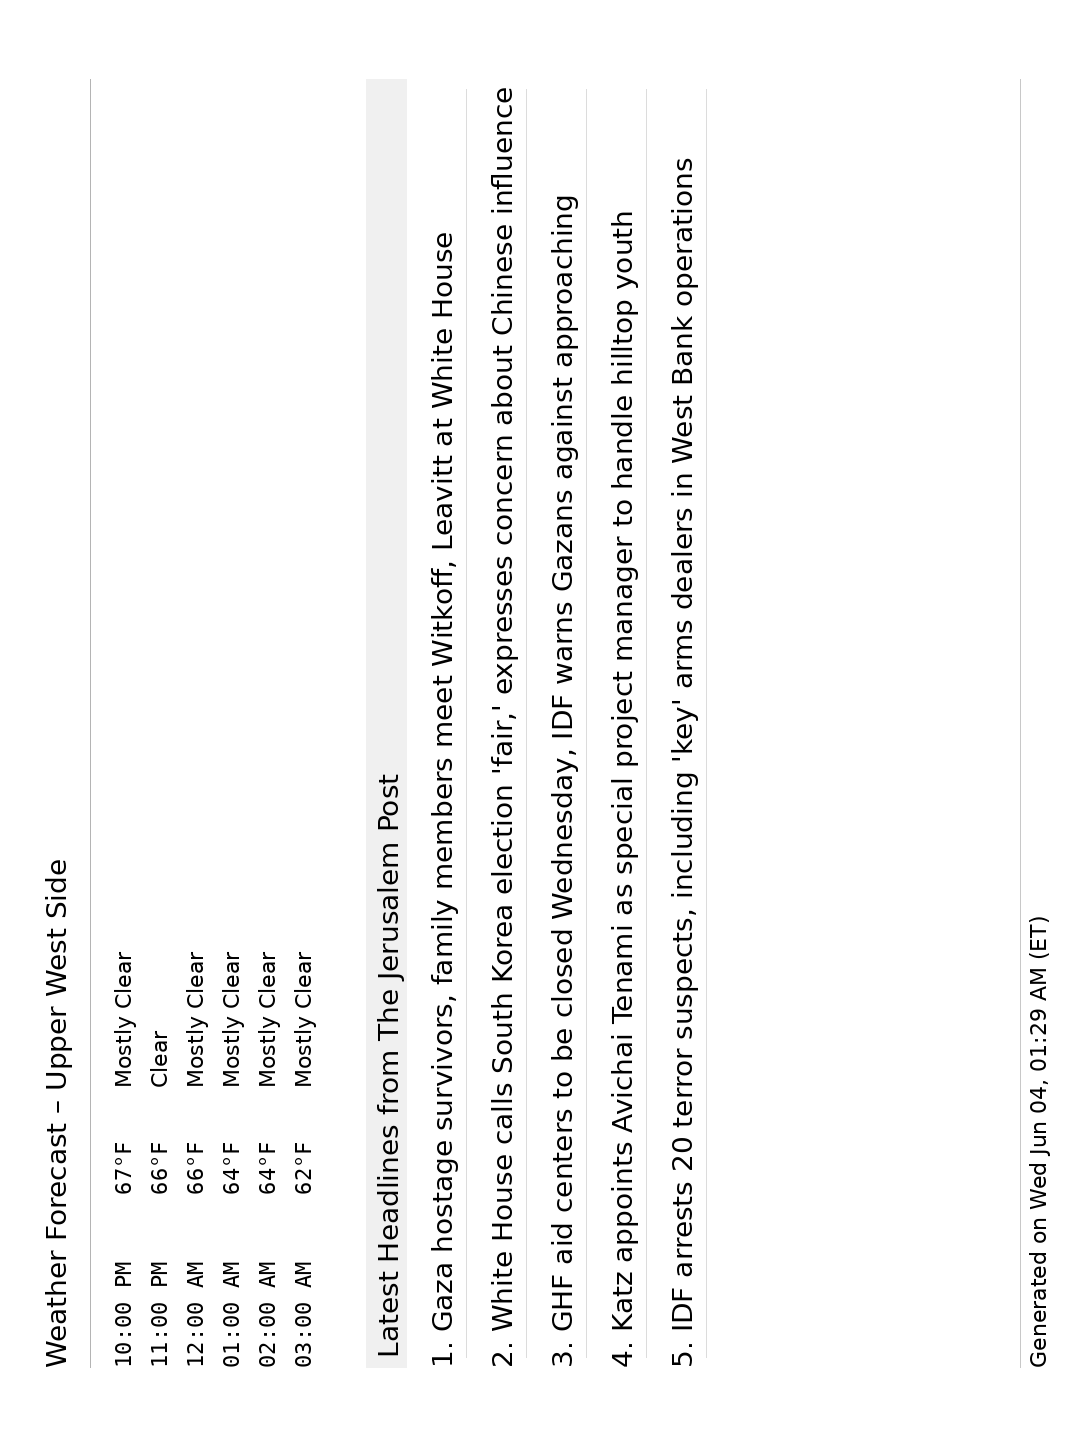 Weather Forecast – Upper West Side
10:00 PM 67°F Mostly Clear
11:00 PM 66°F Clear
12:00 AM 66°F Mostly Clear
01:00 AM 64°F Mostly Clear
02:00 AM 64°F Mostly Clear
03:00 AM 62°F Mostly Clear
Latest Headlines from The Jerusalem Post
1. Gaza hostage survivors, family members meet Witkoff, Leavitt at White House
2. White House calls South Korea election 'fair,' expresses concern about Chinese influence
3. GHF aid centers to be closed Wednesday, IDF warns Gazans against approaching
4. Katz appoints Avichai Tenami as special project manager to handle hilltop youth
5. IDF arrests 20 terror suspects, including 'key' arms dealers in West Bank operations
Generated on Wed Jun 04, 01:29 AM (ET)